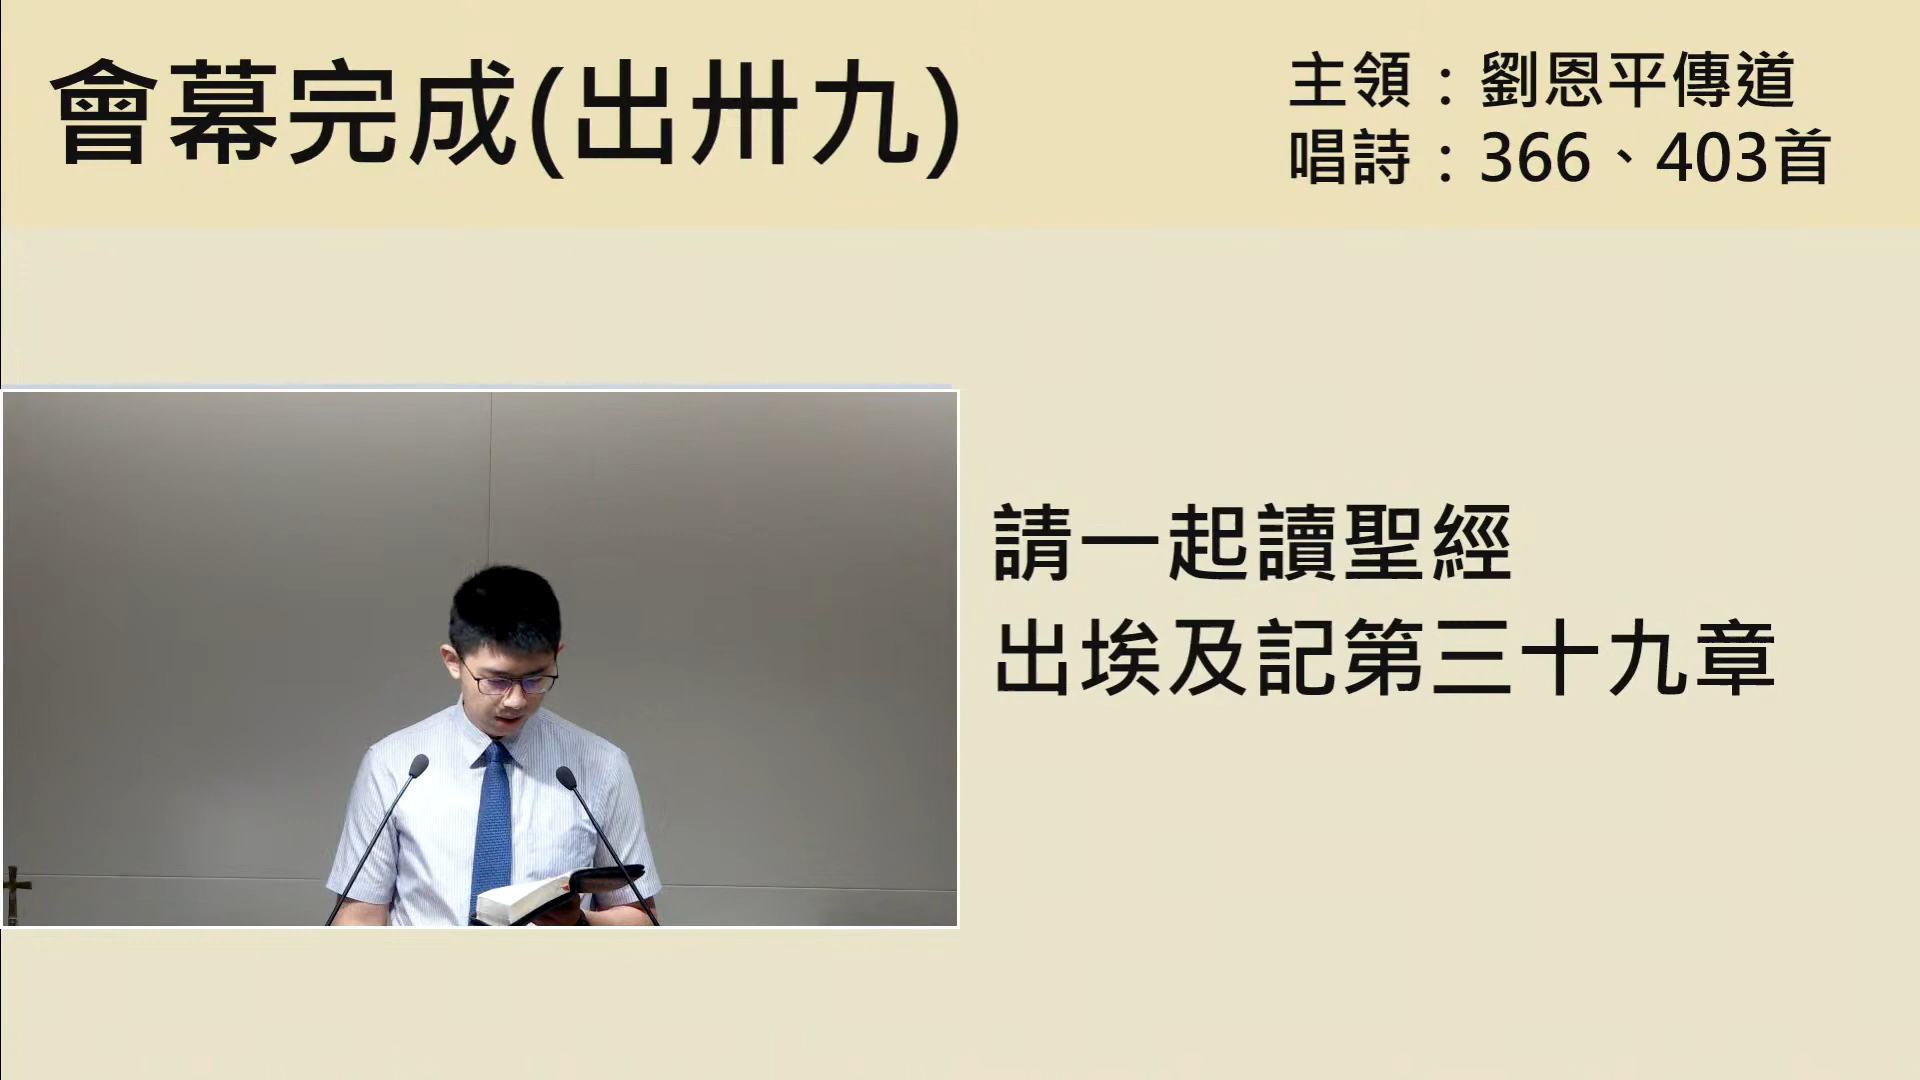 會幕完成(出卅九)
主領：劉恩平傳道
唱詩：366、403首
請一起讀聖經
出埃及記第三十九章